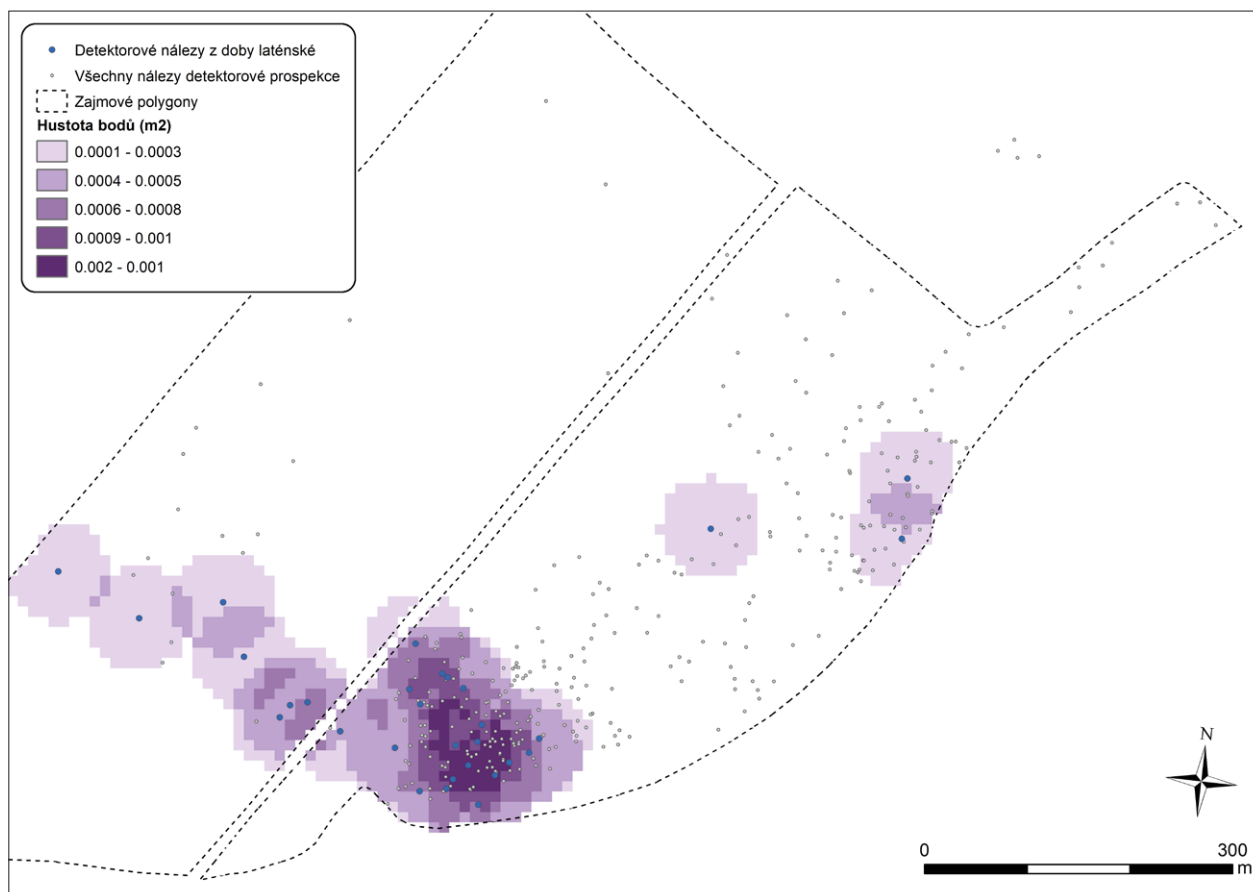 Detektorové nálezy z doby laténské
Všechny nálezy detektorové prospekce
Zajmové polygony
Hustota bodů (m2)
0.0001 - 0.0003
0.0004 - 0.0005
0.0006 - 0.0008
0.0009 - 0.001
0.002 - 0.001
N
0 300
m